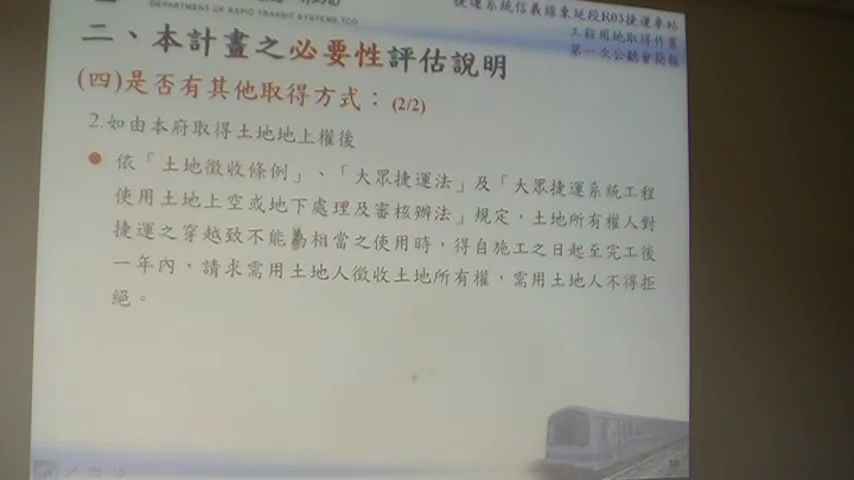 DEPARTMENT OF RAPID TRANSIT SYSTEMS TCG
捷運系統信義線東延段R03捷運車站
工程用地取得作業
第一次公聽會簡報
二、本計畫之必要性評估說明
(四)是否有其他取得方式：(2/2)
2.如由本府取得土地地上權後
依「土地徵收條例」、「大眾捷運法」及「大眾捷運系統工程
使用土地上空或地下處理及審核辦法」規定，土地所有權人對
捷運之穿越致不能為相當之使用時，得自施工之日起至完工後
一年內，請求需用土地人徵收土地所有權，需用土地人不得拒
絕。